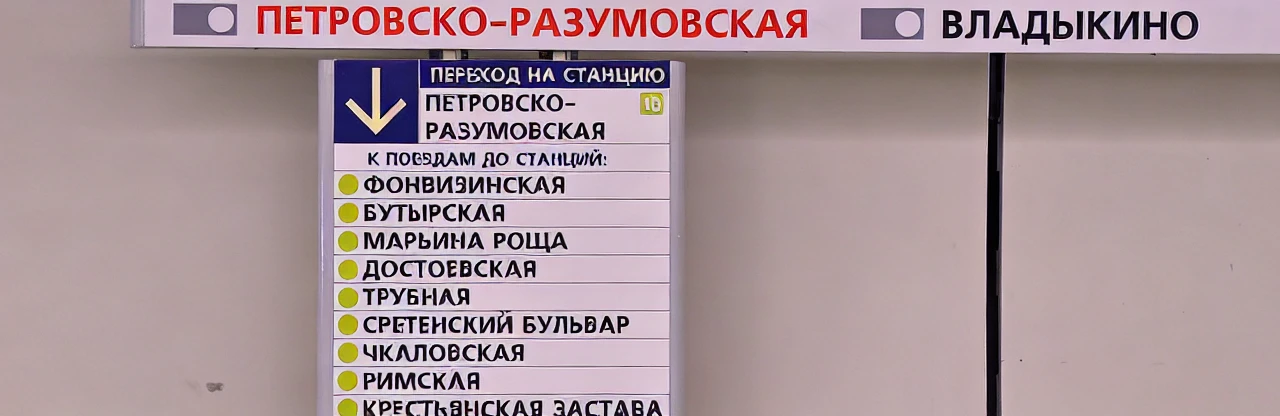 ПЕТРОВСКО-РАЗУМОВСКАЯ ВЛАДЫКИНО
ПЕРЕХОД НА СТАНЦИЮ
ПЕТРОВСКО- 10
РАЗУМОВСКАЯ
К ПОЕЗДАМ ДО СТАНЦИЙ:
ФОНВИЗИНСКАЯ
БУТЫРСКАЯ
МАРЬИНА РОЩА
ДОСТОЕВСКАЯ
ТРУБНАЯ
СРЕТЕНСКИЙ БУЛЬВАР
ЧКАЛОВСКАЯ
РИМСКАЯ
КРЕСТЬЯНСКАЯ ЗАСТАВА